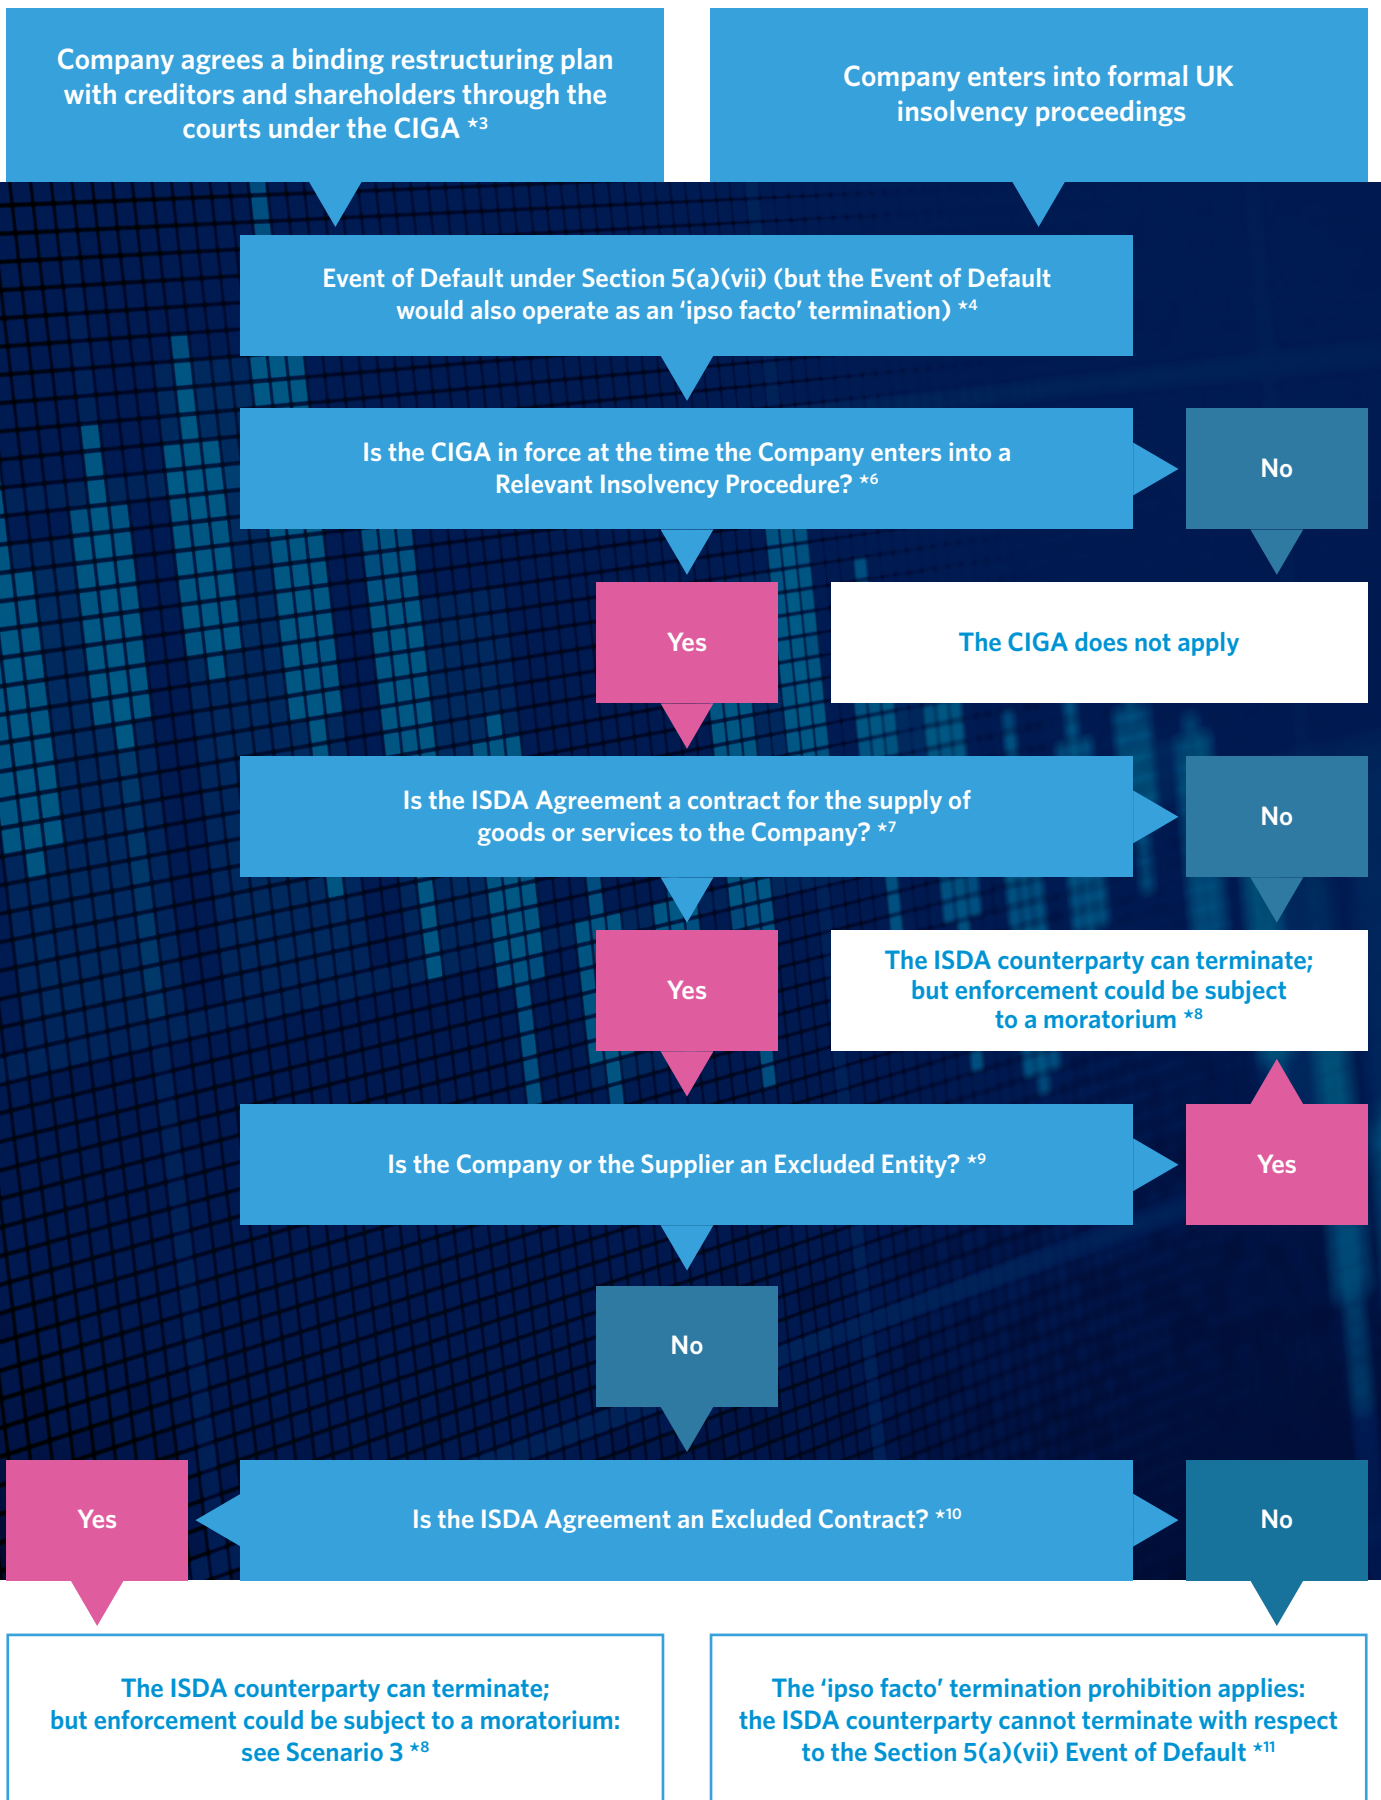 Company agrees a binding restructuring plan
with creditors and shareholders through the
courts under the CIGA *3
Company enters into formal UK
insolvency proceedings
Event of Default under Section 5(a)(vii) (but the Event of Default
would also operate as an ‘ipso facto’ termination) *4
Is the CIGA in force at the time the Company enters into a
Relevant Insolvency Procedure? *6
No
Yes
The CIGA does not apply
Is the ISDA Agreement a contract for the supply of
goods or services to the Company? *7
No
Yes
The ISDA counterparty can terminate;
but enforcement could be subject
to a moratorium *8
Is the Company or the Supplier an Excluded Entity? *9
Yes
No
Yes
Is the ISDA Agreement an Excluded Contract? *10
No
The ISDA counterparty can terminate;
but enforcement could be subject to a moratorium:
see Scenario 3 *8
The ‘ipso facto’ termination prohibition applies:
the ISDA counterparty cannot terminate with respect
to the Section 5(a)(vii) Event of Default *11